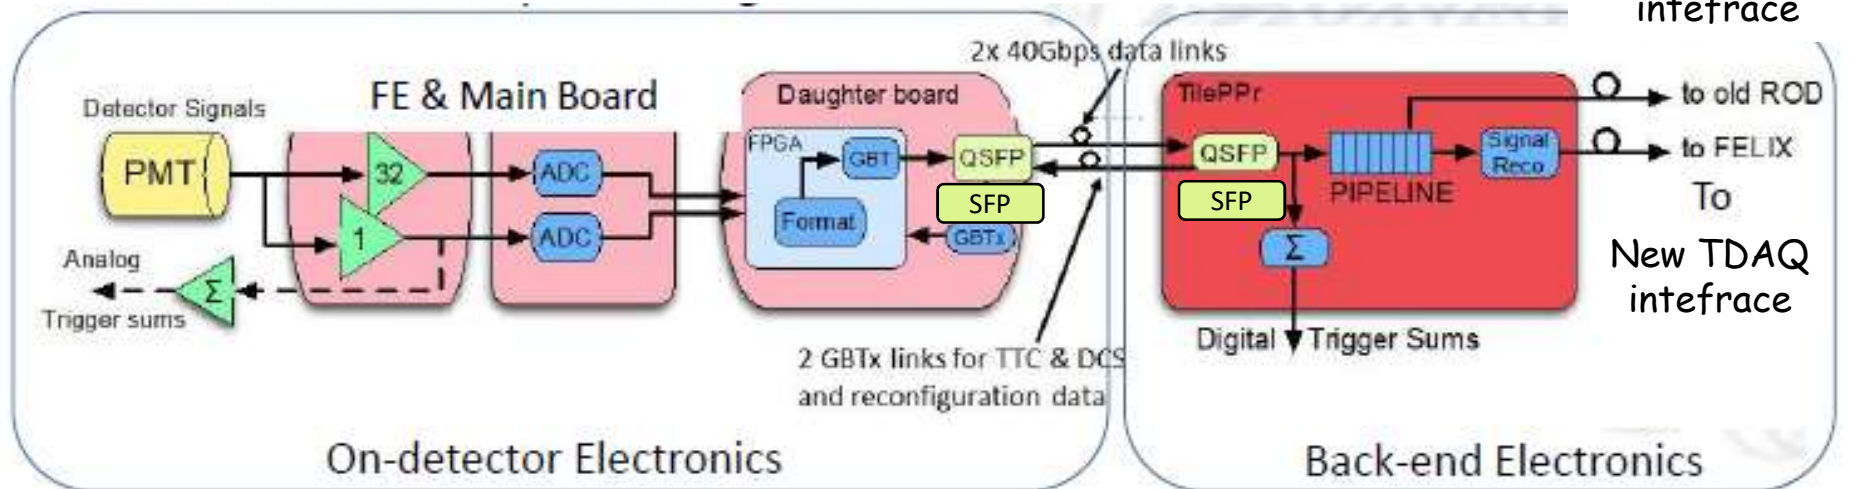 intefrace
2x 40Gbps data links
FE & Main Board
Detector Signals
PMT
32
1
ADC
ADC
Analog
Σ
Trigger sums
Daughter board
FPGA
GBT
Format
QSFP
SFP
GBTx
2 GBTx links for TTC & DCS
and reconfiguration data
On-detector Electronics
TilePPr
QSFP
SFP
PIPELINE
Signal
Reco
Σ
Digital Trigger Sums
to old ROD
to FELIX
To
New TDAQ
intefrace
Back-end Electronics